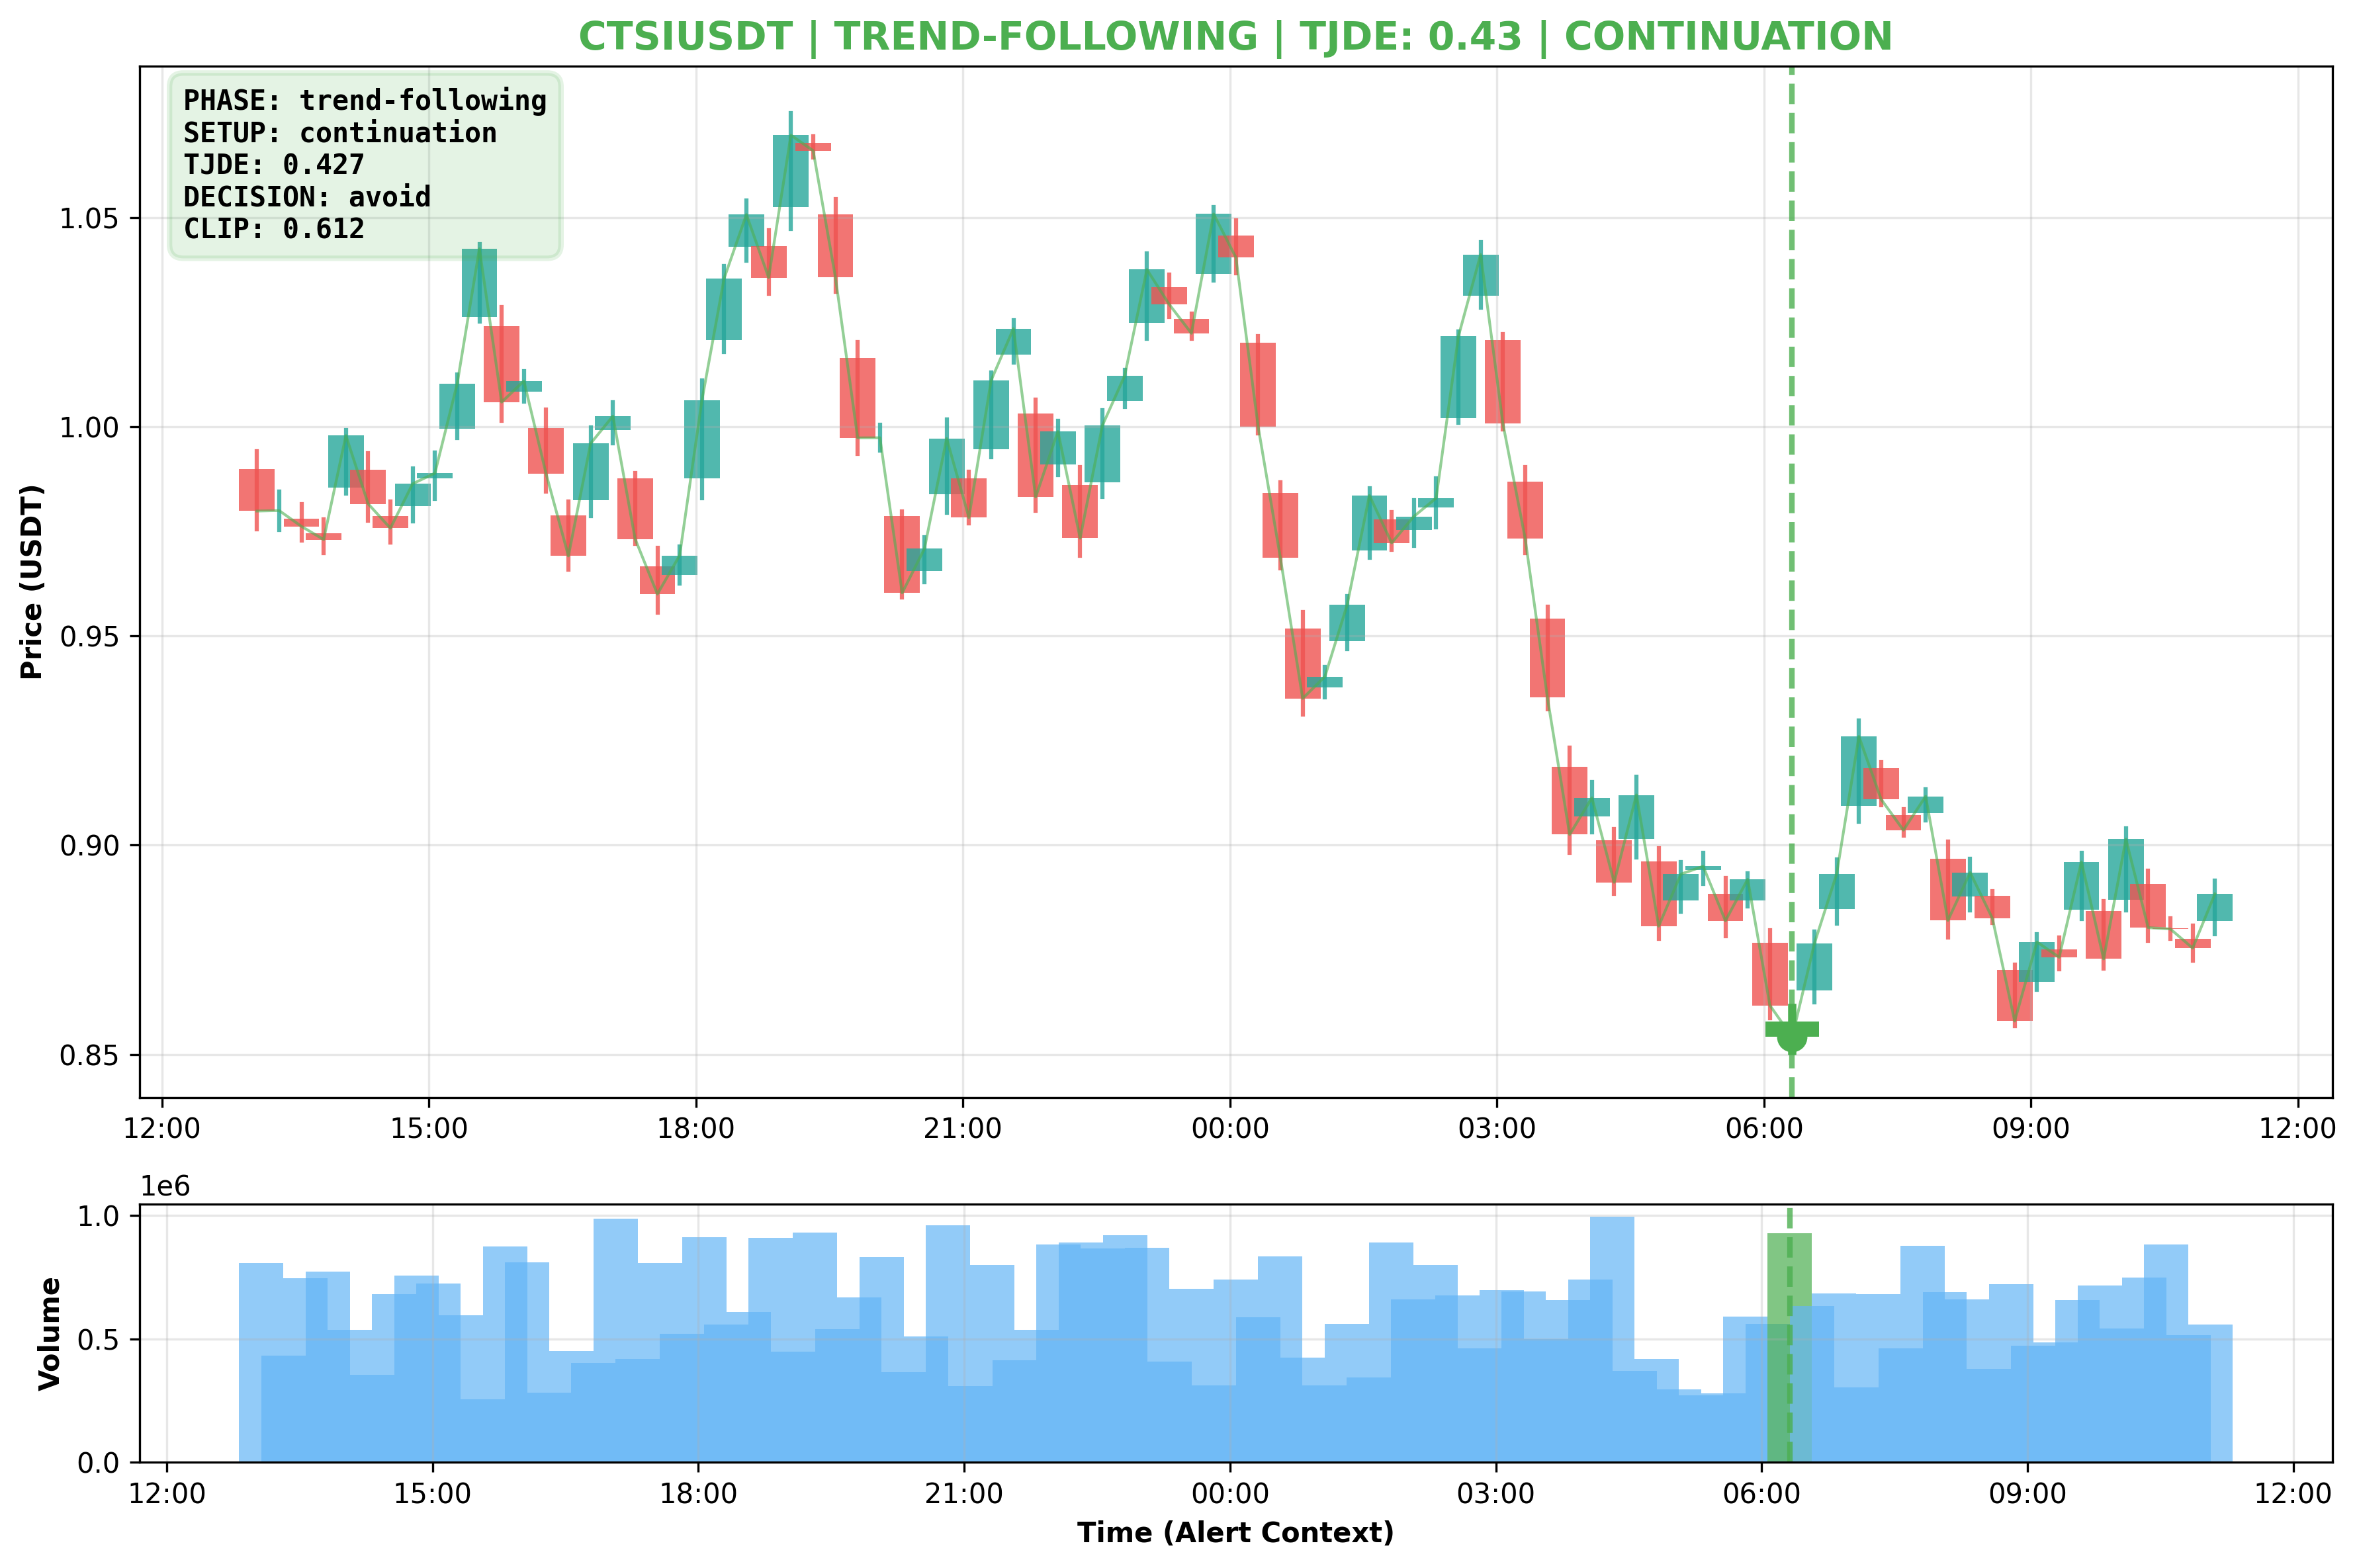 CTSIUSDT | TREND-FOLLOWING | TJDE: 0.43 | CONTINUATION
PHASE: trend-following
SETUP: continuation
TJDE: 0.427
DECISION: avoid
CLIP: 0.612
Price (USDT)
1.05
1.00
0.95
0.90
0.85
12:00 15:00 18:00 21:00 00:00 03:00 06:00 09:00 12:00
1e6
Volume
1.0
0.5
0.0
12:00 15:00 18:00 21:00 00:00 03:00 06:00 09:00 12:00
Time (Alert Context)